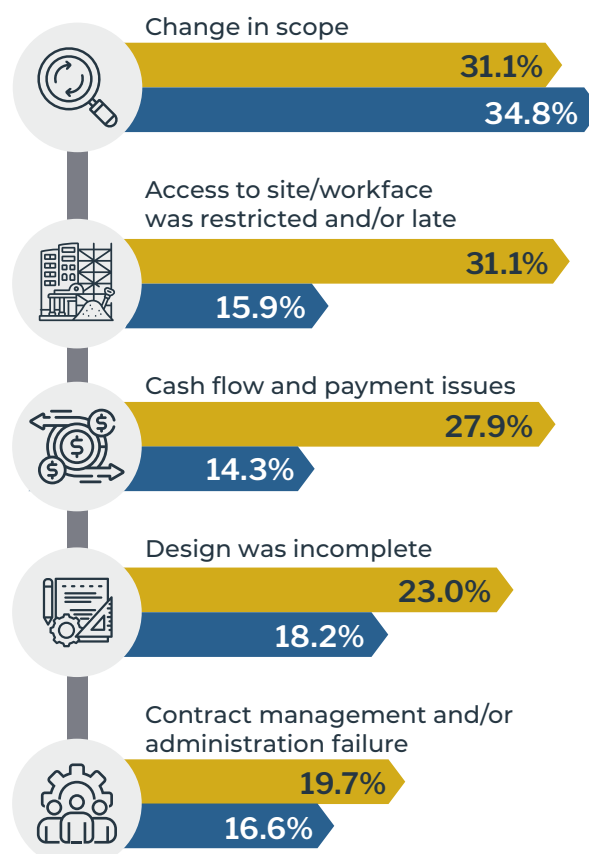 Change in scope
31.1%
34.8%
Access to site/workface
was restricted and/or late
31.1%
15.9%
Cash flow and payment issues
27.9%
14.3%
Design was incomplete
23.0%
18.2%
Contract management and/or
administration failure
19.7%
16.6%